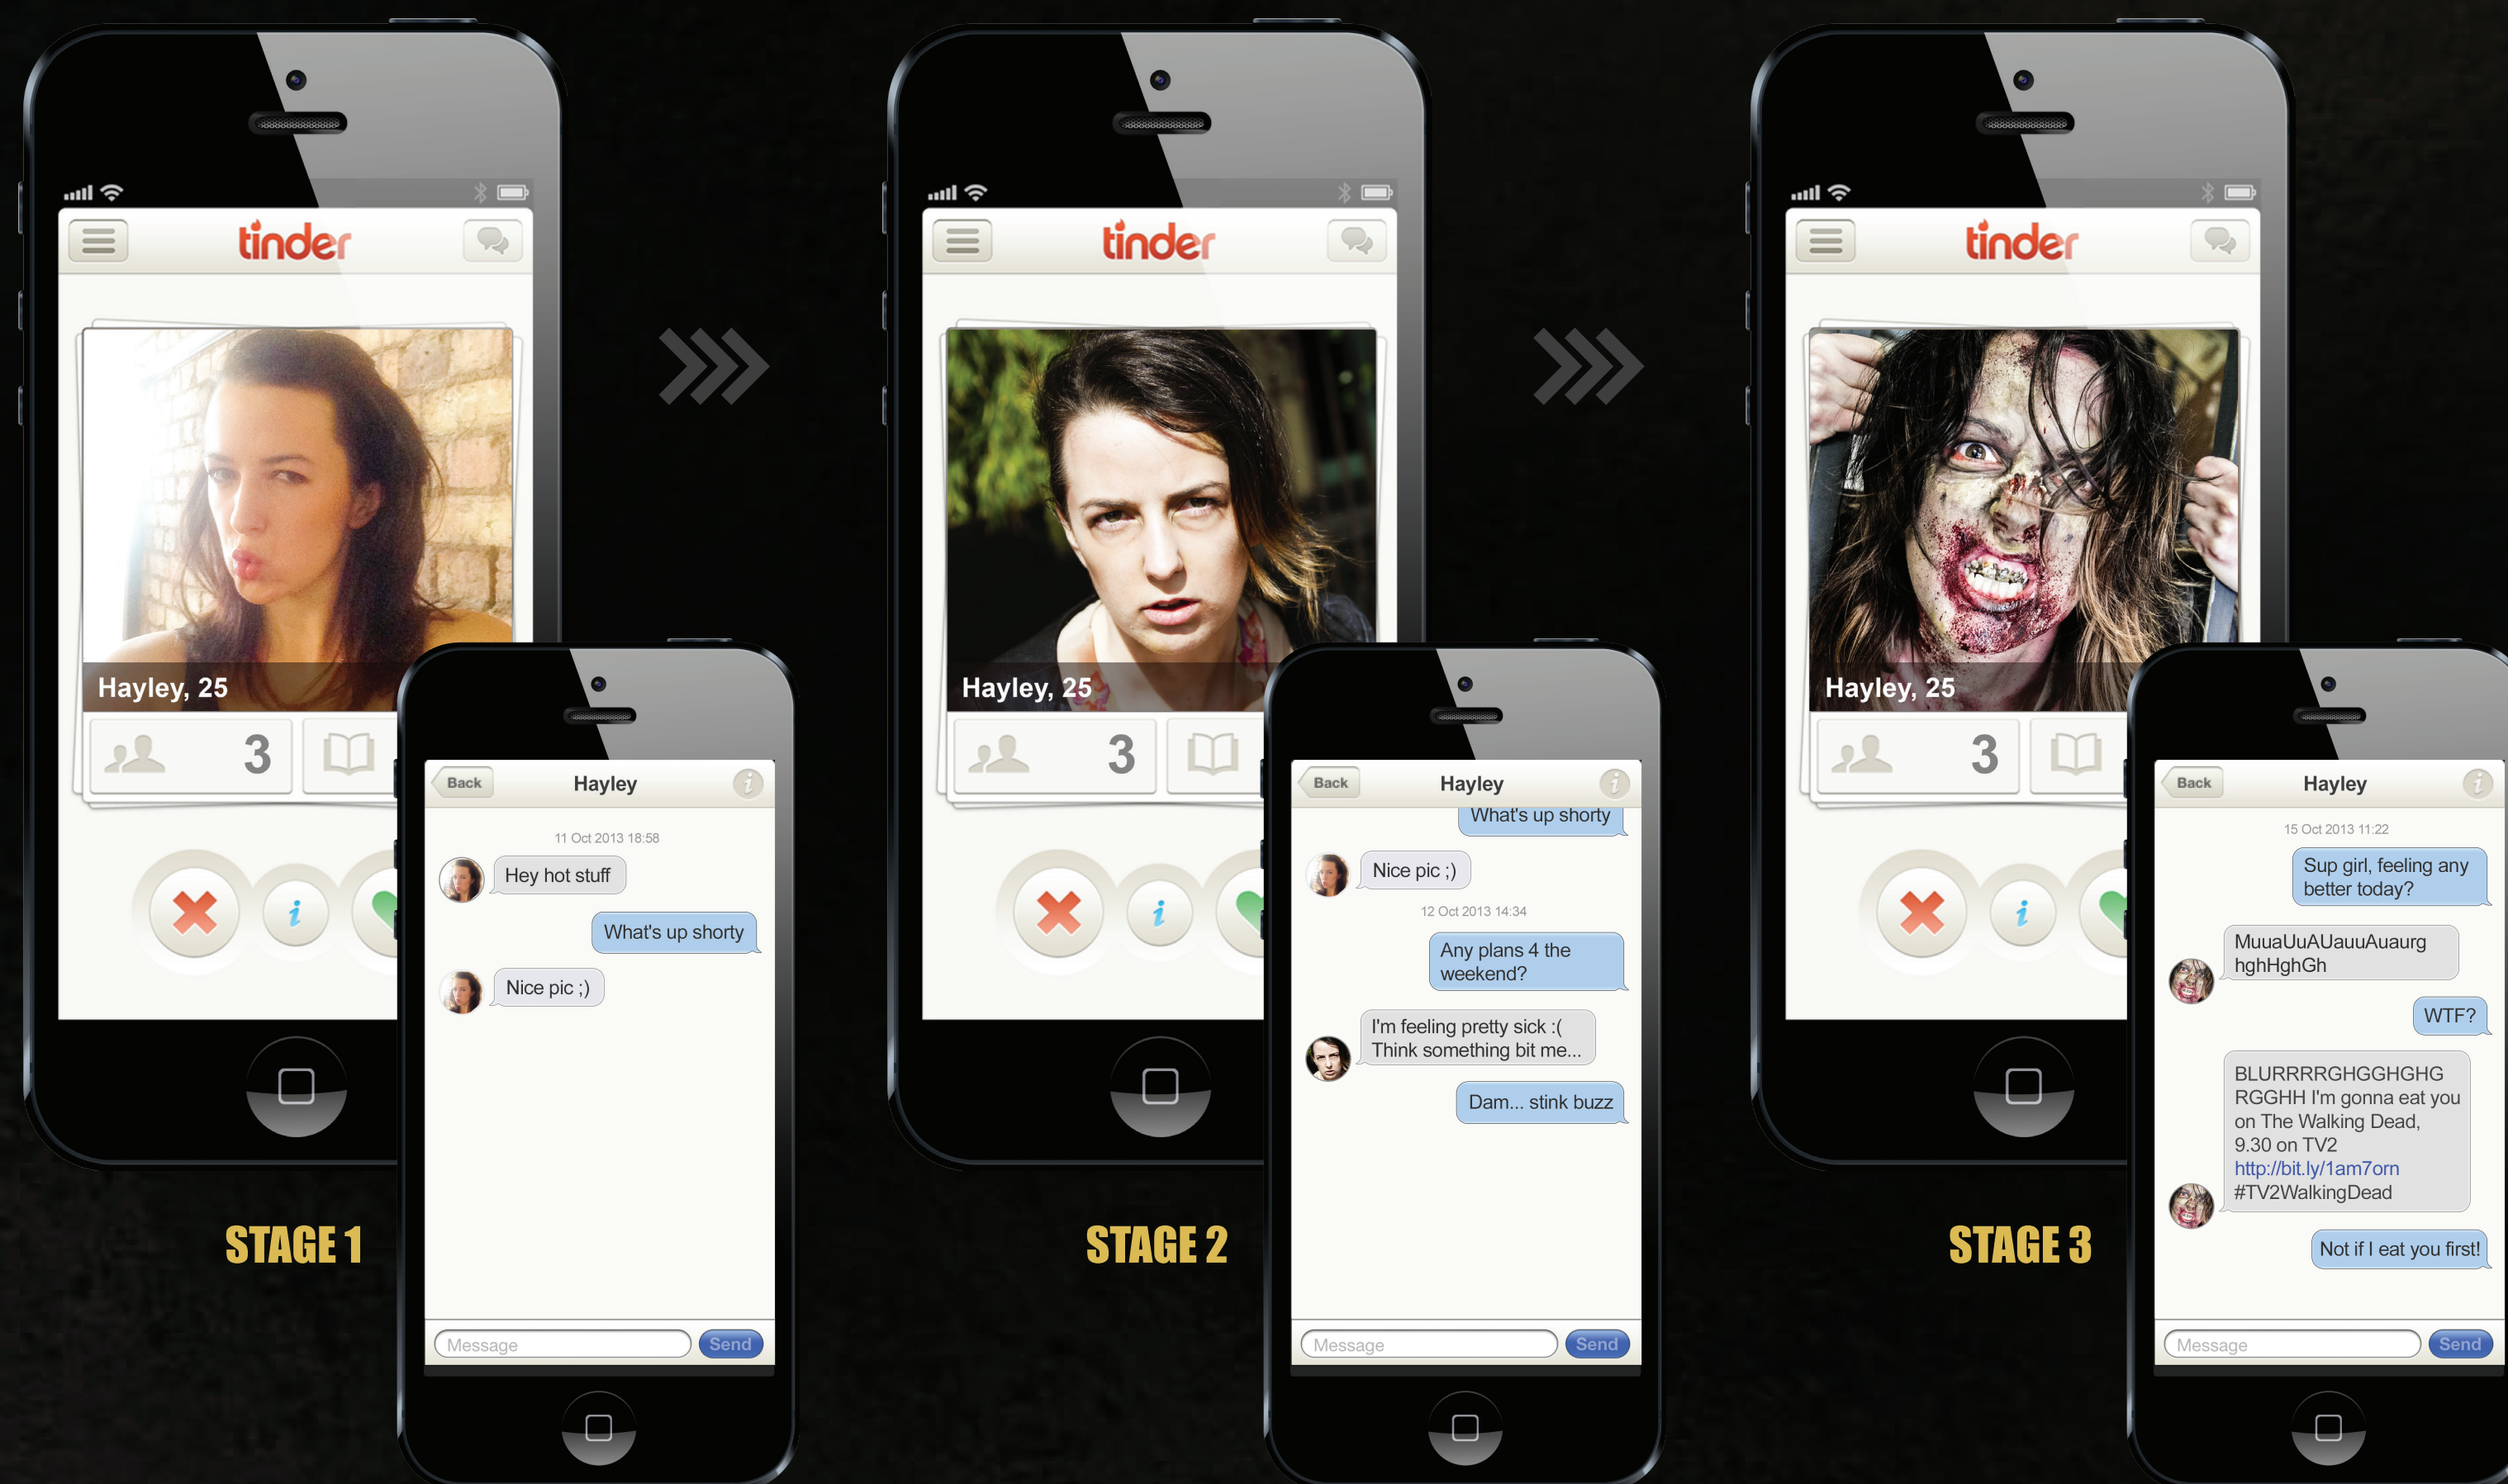 tinder
Hayley, 25
3
Back
Hayley
i
11 Oct 2013 18:58
Hey hot stuff
What's up shorty
Nice pic ;)
i
Message
Send
STAGE 1
tinder
Hayley, 25
3
Back
Hayley
i
What's up shorty
Nice pic ;)
12 Oct 2013 14:34
Any plans 4 the
weekend?
I'm feeling pretty sick :(
Think something bit me...
Dam... stink buzz
i
Message
Send
STAGE 2
tinder
Hayley, 25
3
Back
Hayley
i
15 Oct 2013 11:22
Sup girl, feeling any
better today?
MuuaUuAUauuAuaurg
hghHghGh
WTF?
BLURRRRGHGGHGHG
RGGHH I'm gonna eat you
on The Walking Dead,
9.30 on TV2
http://bit.ly/1am7orn
#TV2WalkingDead
Not if I eat you first!
i
Message
Send
STAGE 3